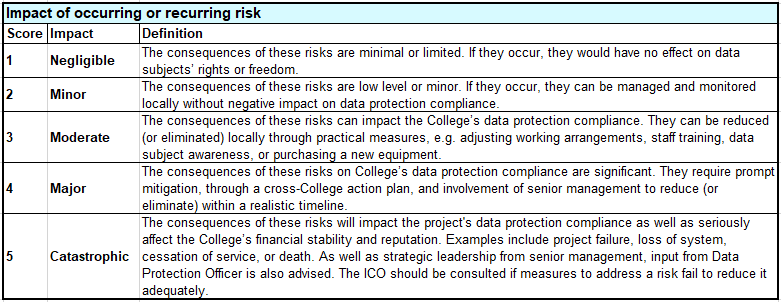 Impact of occurring or recurring risk
Score Impact Definition
The consequences of these risks are minimal or limited. If they occur, they would have no effect on data
1 Negligible
subjects’ rights or freedom.
The consequences of these risks are low level or minor. If they occur, they can be managed and monitored
2 Minor
locally without negative impact on data protection compliance.
The consequences of these risks can impact the College’s data protection compliance. They can be reduced
3 Moderate (or eliminated) locally through practical measures, e.g. adjusting working arrangements, staff training, data
subject awareness, or purchasing a new equipment.
The consequences of these risks on College’s data protection compliance are significant. They require prompt
4 Major mitigation, through a cross-College action plan, and involvement of senior management to reduce (or
eliminate) within a realistic timeline.
The consequences of these risks will impact the project's data protection compliance as well as seriously
affect the College’s financial stability and reputation. Examples include project failure, loss of system,
5 Catastrophic cessation of service, or death. As well as strategic leadership from senior management, input from Data
Protection Officer is also advised. The ICO should be consulted if measures to address a risk fail to reduce it
adequately.